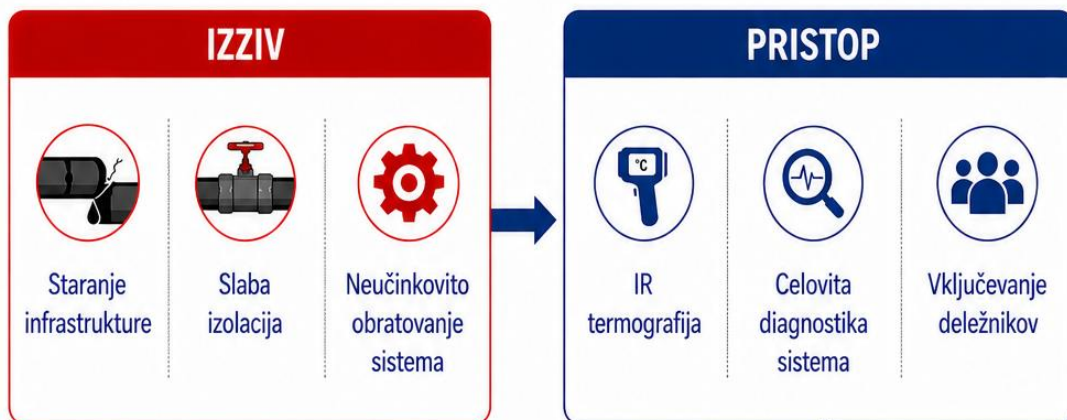 IZZIV
Staranje
infrastrukture
Slaba
izolacija
Neučinkovito
obratovanje
sistema
PRISTOP
°C
IR
termografija
Celovita
diagnostika
sistema
Vključevanje
deležnikov